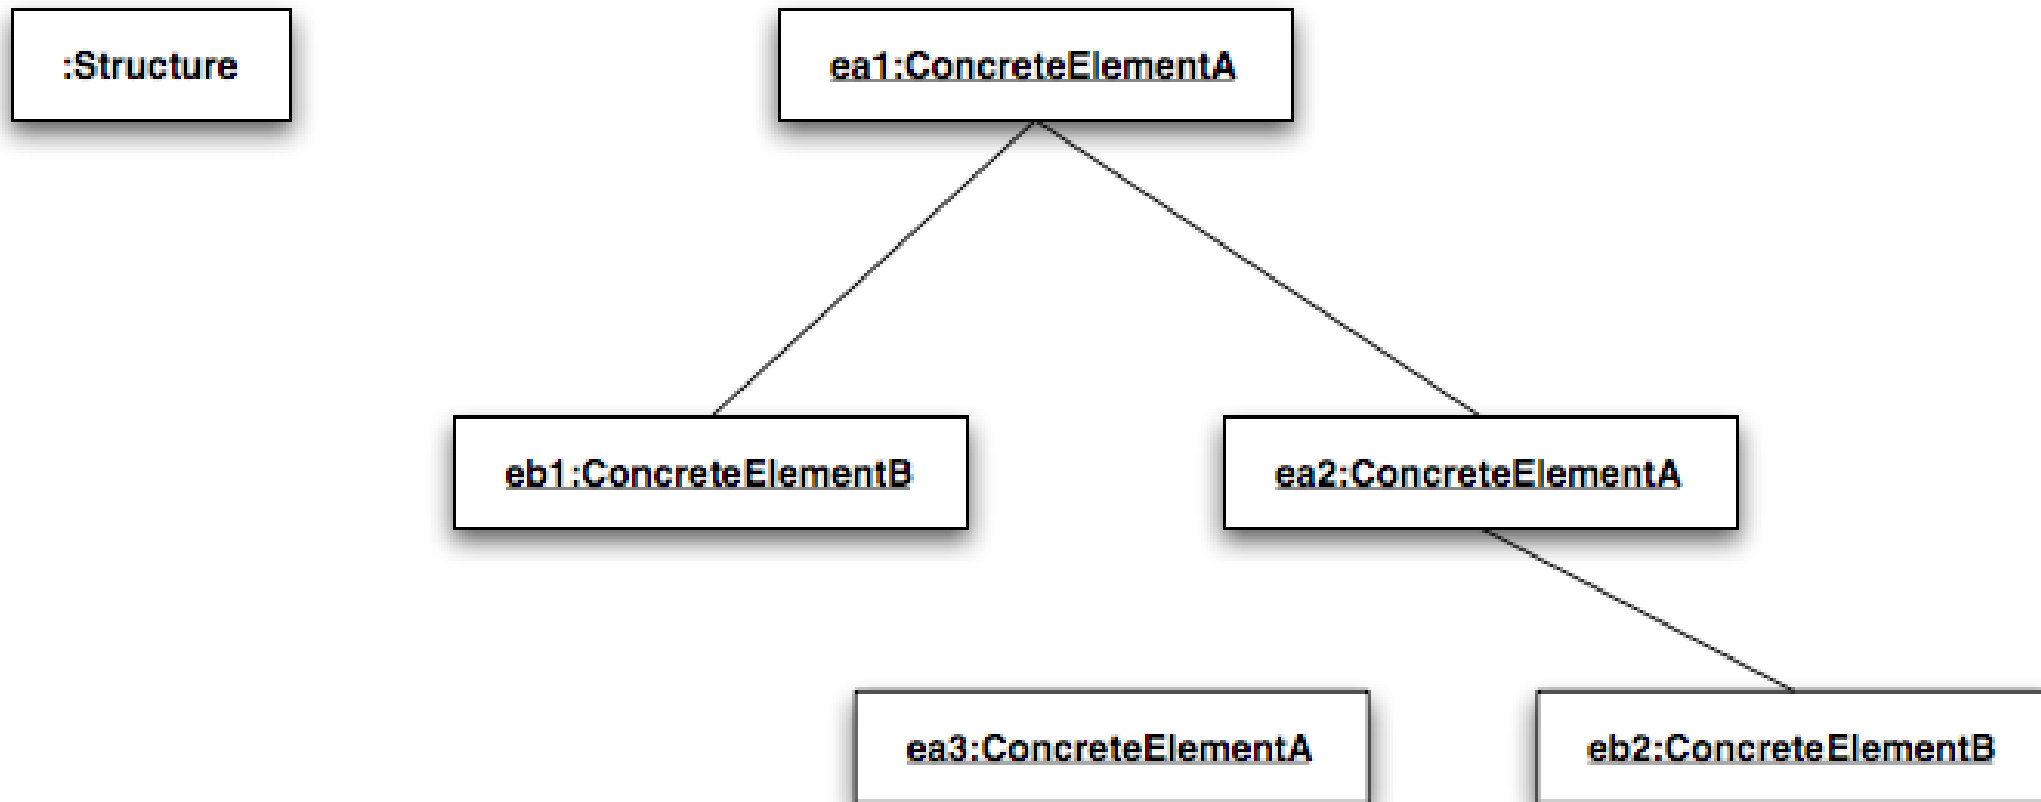 :Structure
ea1:ConcreteElementA
eb1:ConcreteElementB
ea2:ConcreteElementA
ea3:ConcreteElementA
eb2:ConcreteElementB